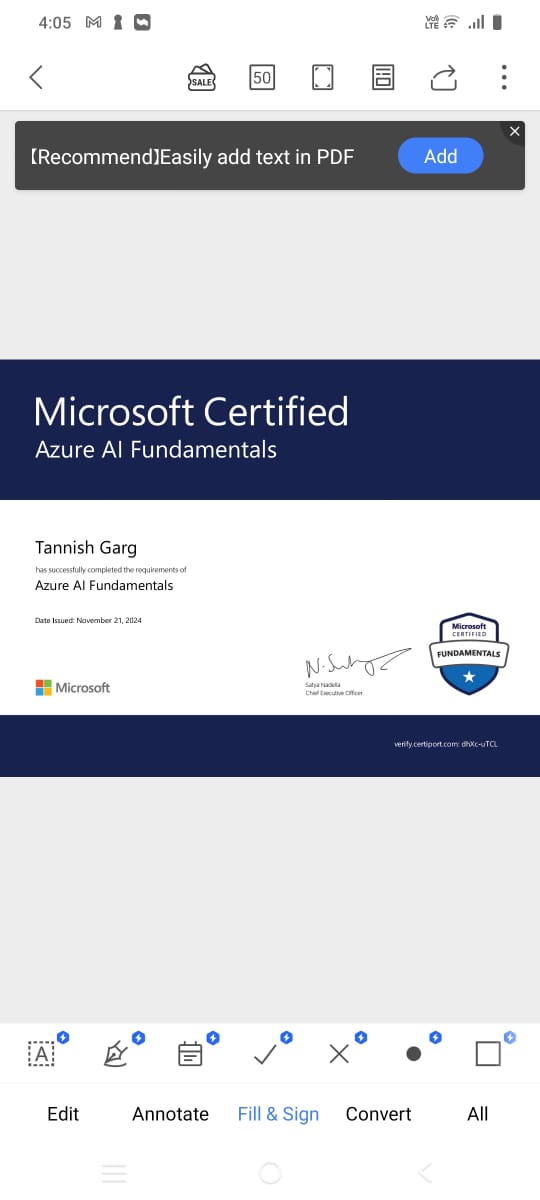 4:05
VoD LTE
SALE
50
【Recommend】Easily add text in PDF
Add
Microsoft Certified
Azure AI Fundamentals
Tannish Garg
has successfully completed the requirements of
Azure AI Fundamentals
Date Issued: November 21, 2024
Microsoft
CERTIFIED
FUNDAMENTALS
Satya Nadella
Chief Executive Officer
Microsoft
verify.certiport.com: dhXc-uTCL
A
Edit
Annotate
Fill & Sign
Convert
All